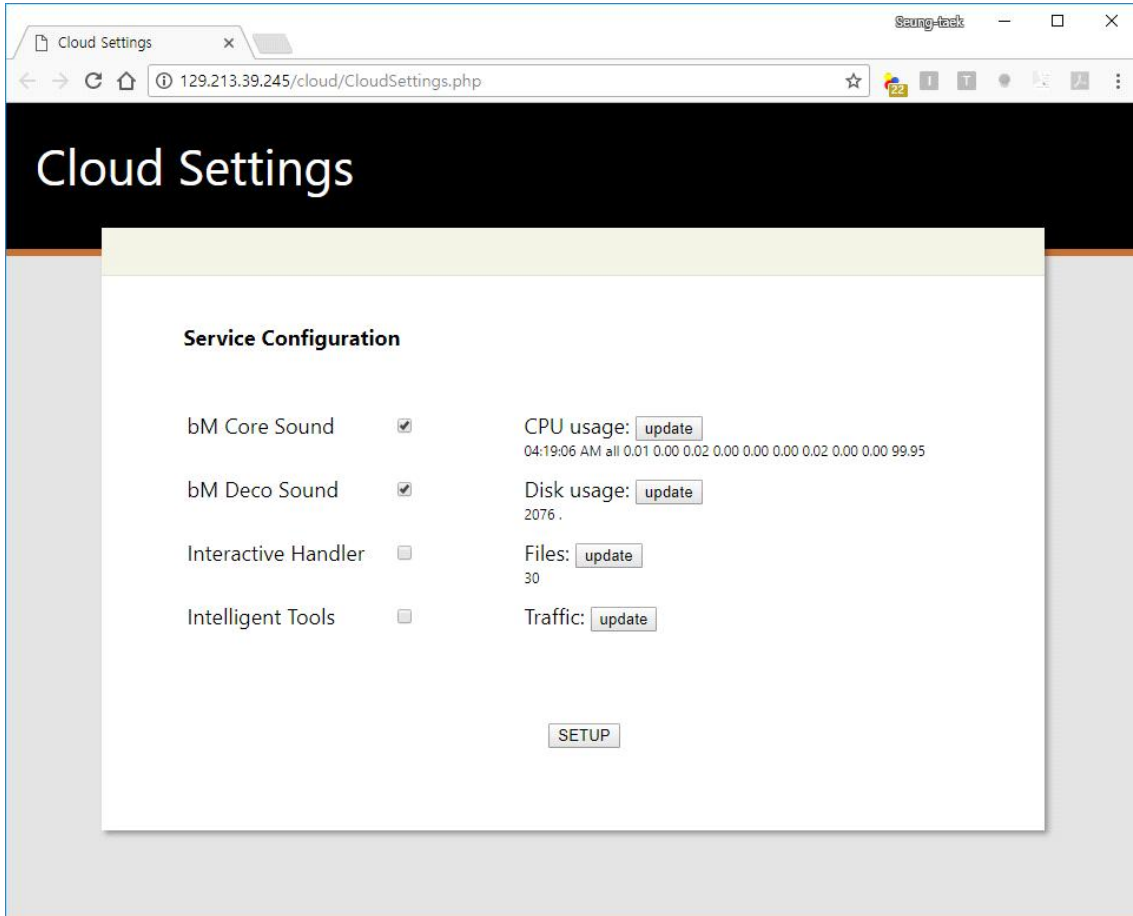 Seung-taek
Cloud Settings
129.213.39.245/cloud/CloudSettings.php
22
I
T
Cloud Settings
Service Configuration
bM Core Sound
CPU usage: update
04:19:06 AM all 0.01 0.00 0.02 0.00 0.00 0.00 0.02 0.00 0.00 99.95
bM Deco Sound
Disk usage: update
2076 .
Interactive Handler
Files: update
30
Intelligent Tools
Traffic: update
SETUP